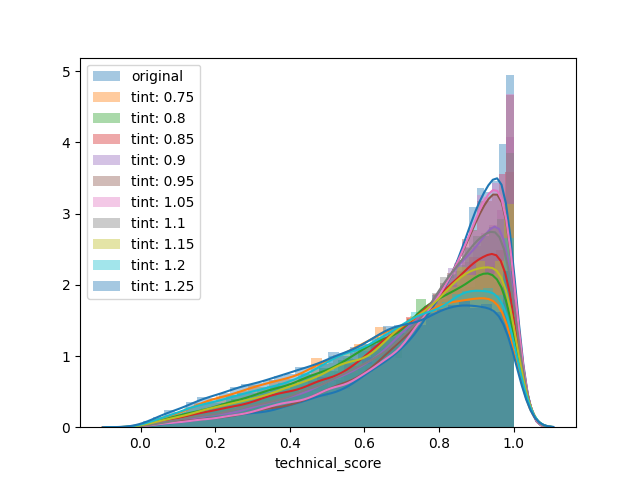 original
tint: 0.75
tint: 0.8
tint: 0.85
tint: 0.9
tint: 0.95
tint: 1.05
tint: 1.1
tint: 1.15
tint: 1.2
tint: 1.25
5
4
3
2
1
0
0.0 0.2 0.4 0.6 0.8 1.0
technical_score